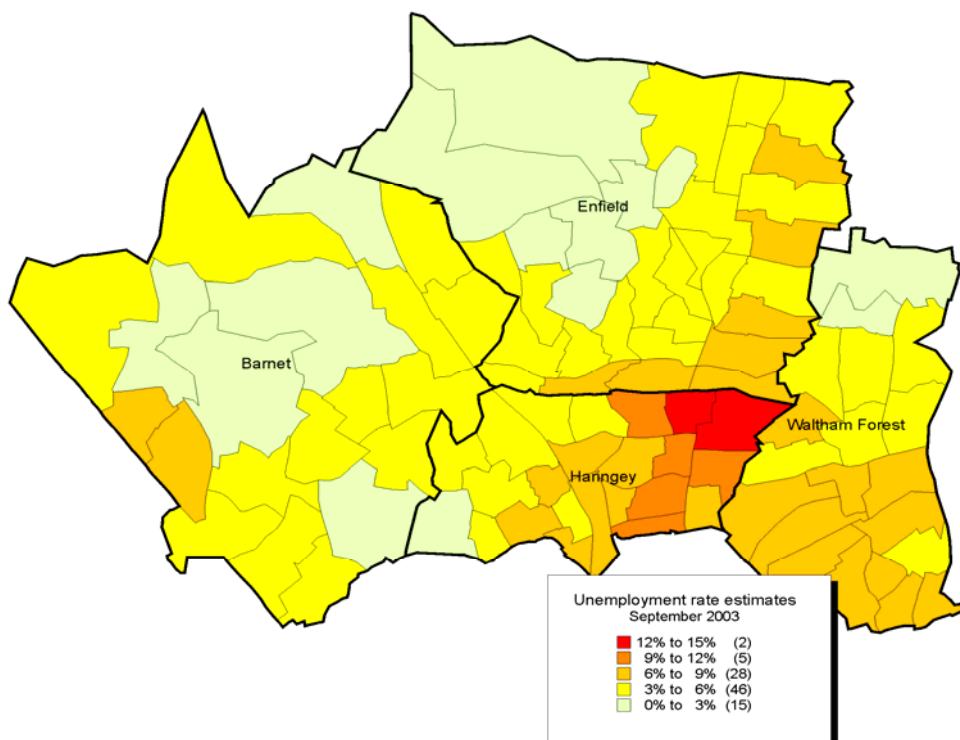 Enfield
Barnet
Waltham Forest
Haringey
Unemployment rate estimates
September 2003
12% to 15% (2)
9% to 12% (5)
6% to 9% (28)
3% to 6% (46)
0% to 3% (15)